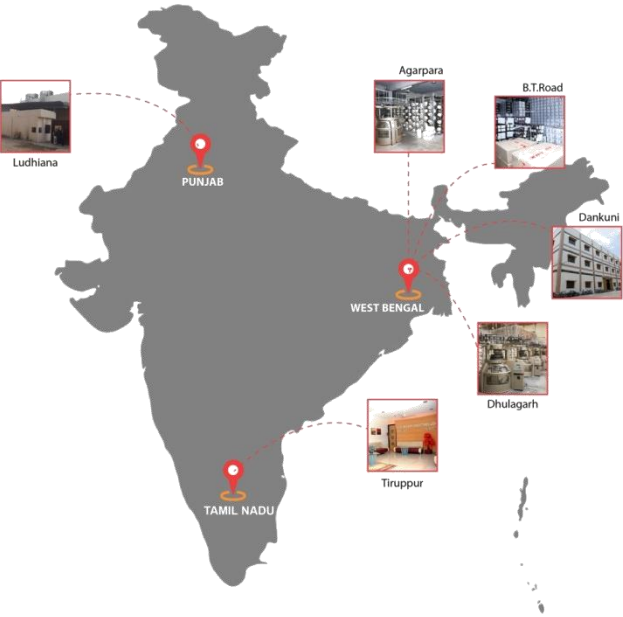 Agarpara
B.T.Road
Ludhiana
PUNJAB
Dankuni
WEST BENGAL
Dhulagarh
Tiruppur
TAMIL NADU